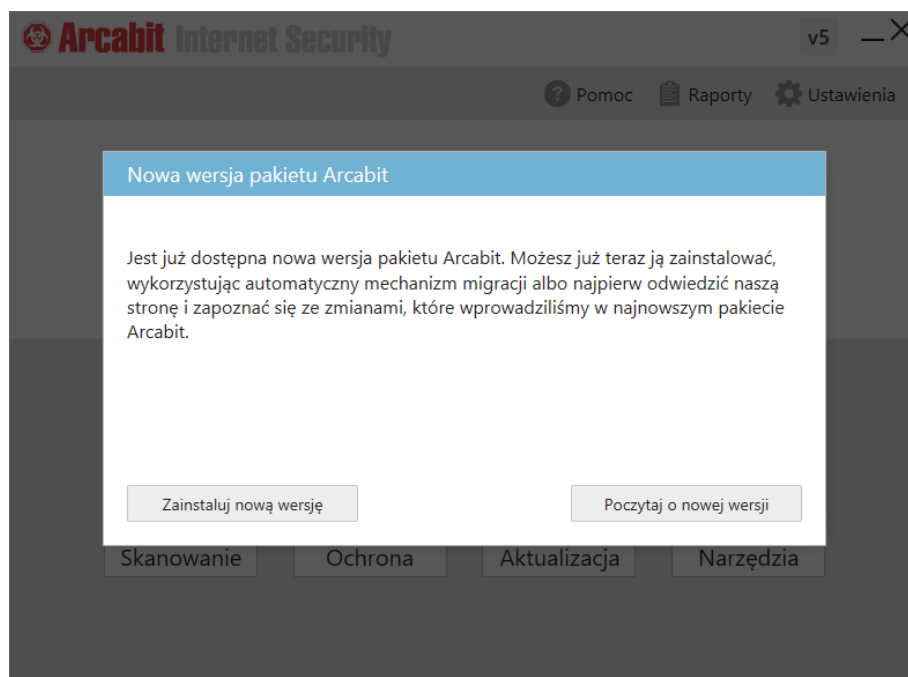 Arcabit Internet Security
v5
? Pomoc Raporty Ustawienia
Nowa wersja pakietu Arcabit
Jest już dostępna nowa wersja pakietu Arcabit. Możesz już teraz ją zainstalować,
wykorzystując automatyczny mechanizm migracji albo najpierw odwiedzić naszą
stronę i zapoznać się ze zmianami, które wprowadziliśmy w najnowszym pakiecie
Arcabit.
Zainstaluj nową wersję
Poczytaj o nowej wersji
Skanowanie Ochrona Aktualizacja Narzędzia